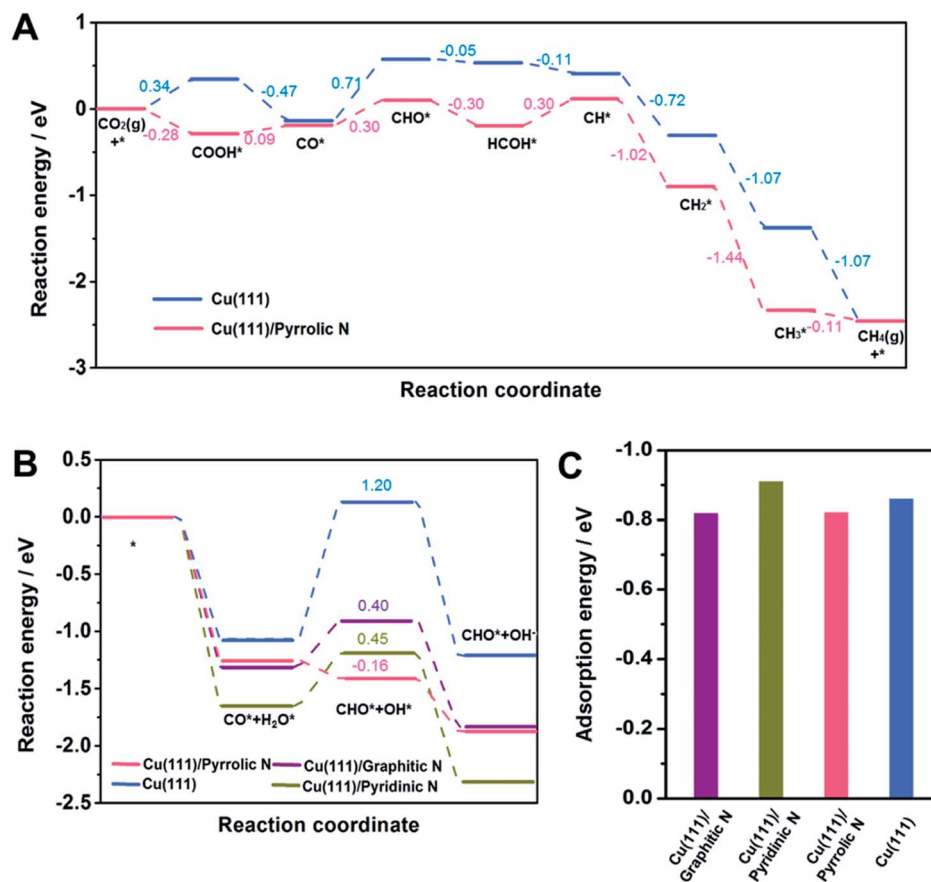 A
Reaction energy / eV
1
0
-1
-2
-3
0.34
-0.47
0.71
-0.05
-0.11
-0.72
-1.07
-1.07
-0.28
0.09
0.30
-0.30
0.30
-1.02
-1.44
-0.11
CO₂(g)
+*
COOH*
CO*
CHO*
HCOH*
CH*
CH₂*
CH₃*
CH₄(g)
+*
Cu(111)
Cu(111)/Pyrrolic N
Reaction coordinate
B
Reaction energy / eV
0.5
0.0
-0.5
-1.0
-1.5
-2.0
-2.5
*
1.20
0.40
0.45
-0.16
CO*+H₂O*
CHO*+OH*
CHO*+OH⁻
Cu(111)/Pyrrolic N
Cu(111)/Graphitic N
Cu(111)
Cu(111)/Pyridinic N
Reaction coordinate
C
Adsorption energy / eV
-1.0
-0.8
-0.6
-0.4
-0.2
0.0
Cu(111)/
Graphitic N
Cu(111)/
Pyridinic N
Cu(111)/
Pyrrolic N
Cu(111)